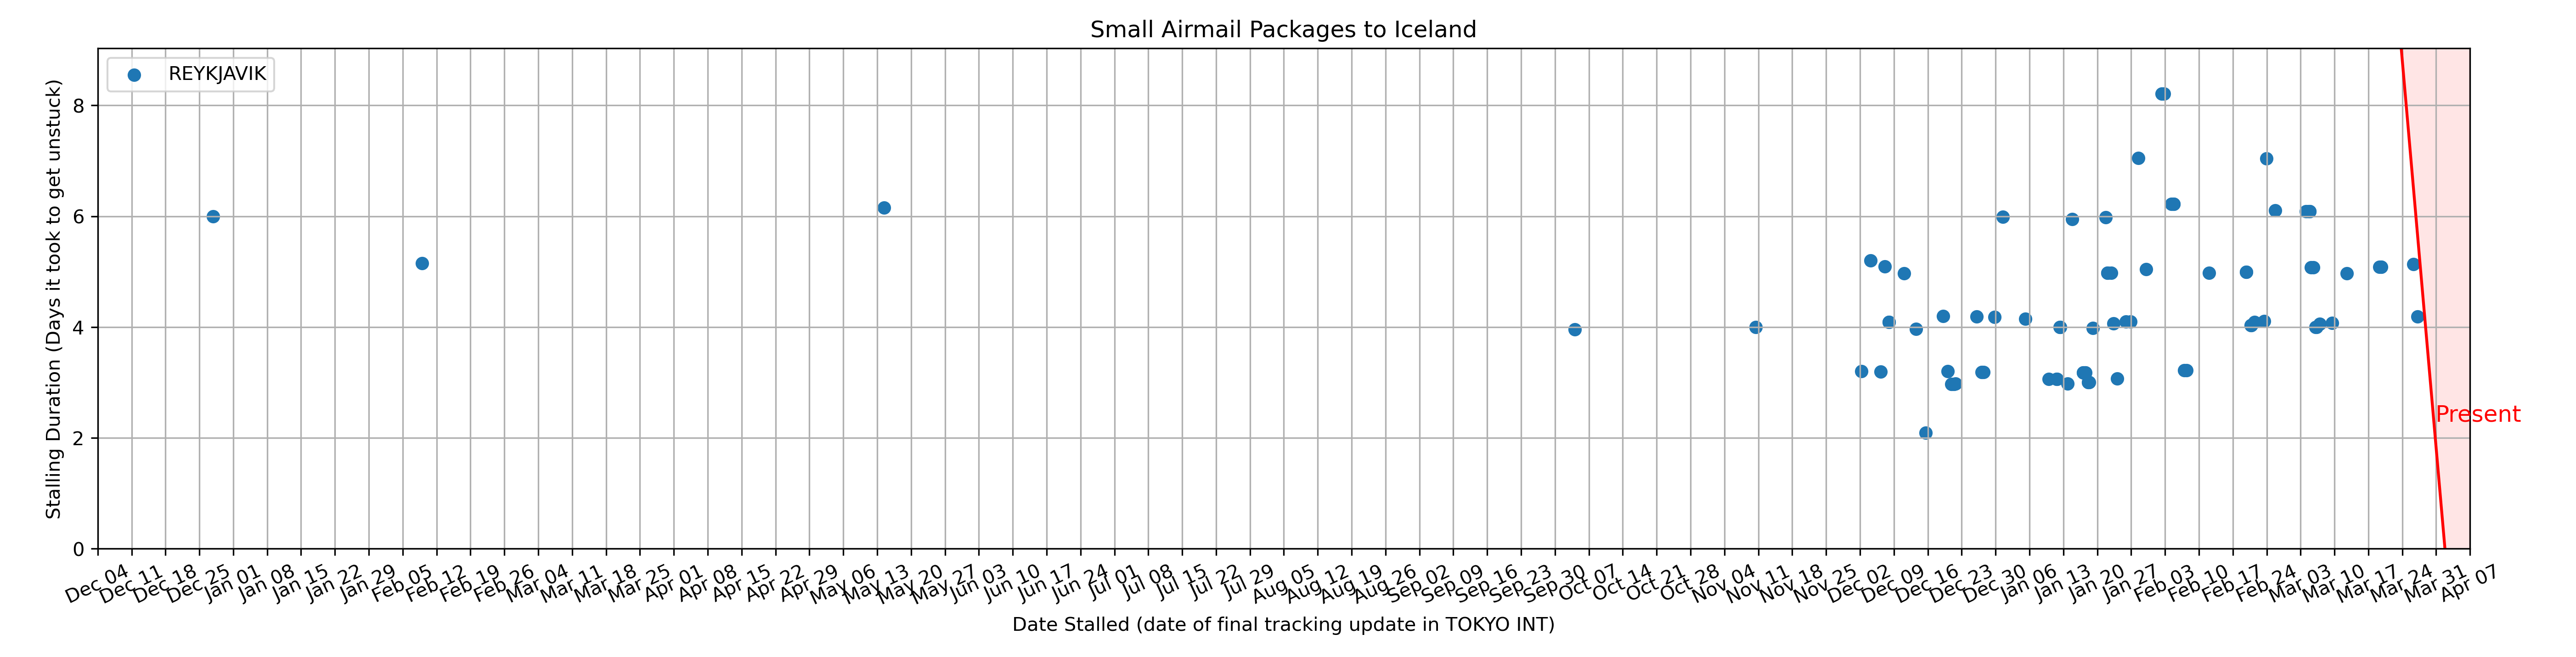 Small Airmail Packages to Iceland
REYKJAVIK
Stalling Duration (Days it took to get unstuck)
8
6
4
2
0
Present
Dec 04
Dec 11
Dec 18
Dec 25
Jan 01
Jan 08
Jan 15
Jan 22
Jan 29
Feb 05
Feb 12
Feb 19
Feb 26
Mar 04
Mar 11
Mar 18
Mar 25
Apr 01
Apr 08
Apr 15
Apr 22
Apr 29
May 06
May 13
May 20
May 27
Jun 03
Jun 10
Jun 17
Jun 24
Jul 01
Jul 08
Jul 15
Jul 22
Jul 29
Aug 05
Aug 12
Aug 19
Aug 26
Sep 02
Sep 09
Sep 16
Sep 23
Sep 30
Oct 07
Oct 14
Oct 21
Oct 28
Nov 04
Nov 11
Nov 18
Nov 25
Dec 02
Dec 09
Dec 16
Dec 23
Dec 30
Jan 06
Jan 13
Jan 20
Jan 27
Feb 03
Feb 10
Feb 17
Feb 24
Mar 03
Mar 10
Mar 17
Mar 24
Mar 31
Apr 07
Date Stalled (date of final tracking update in TOKYO INT)